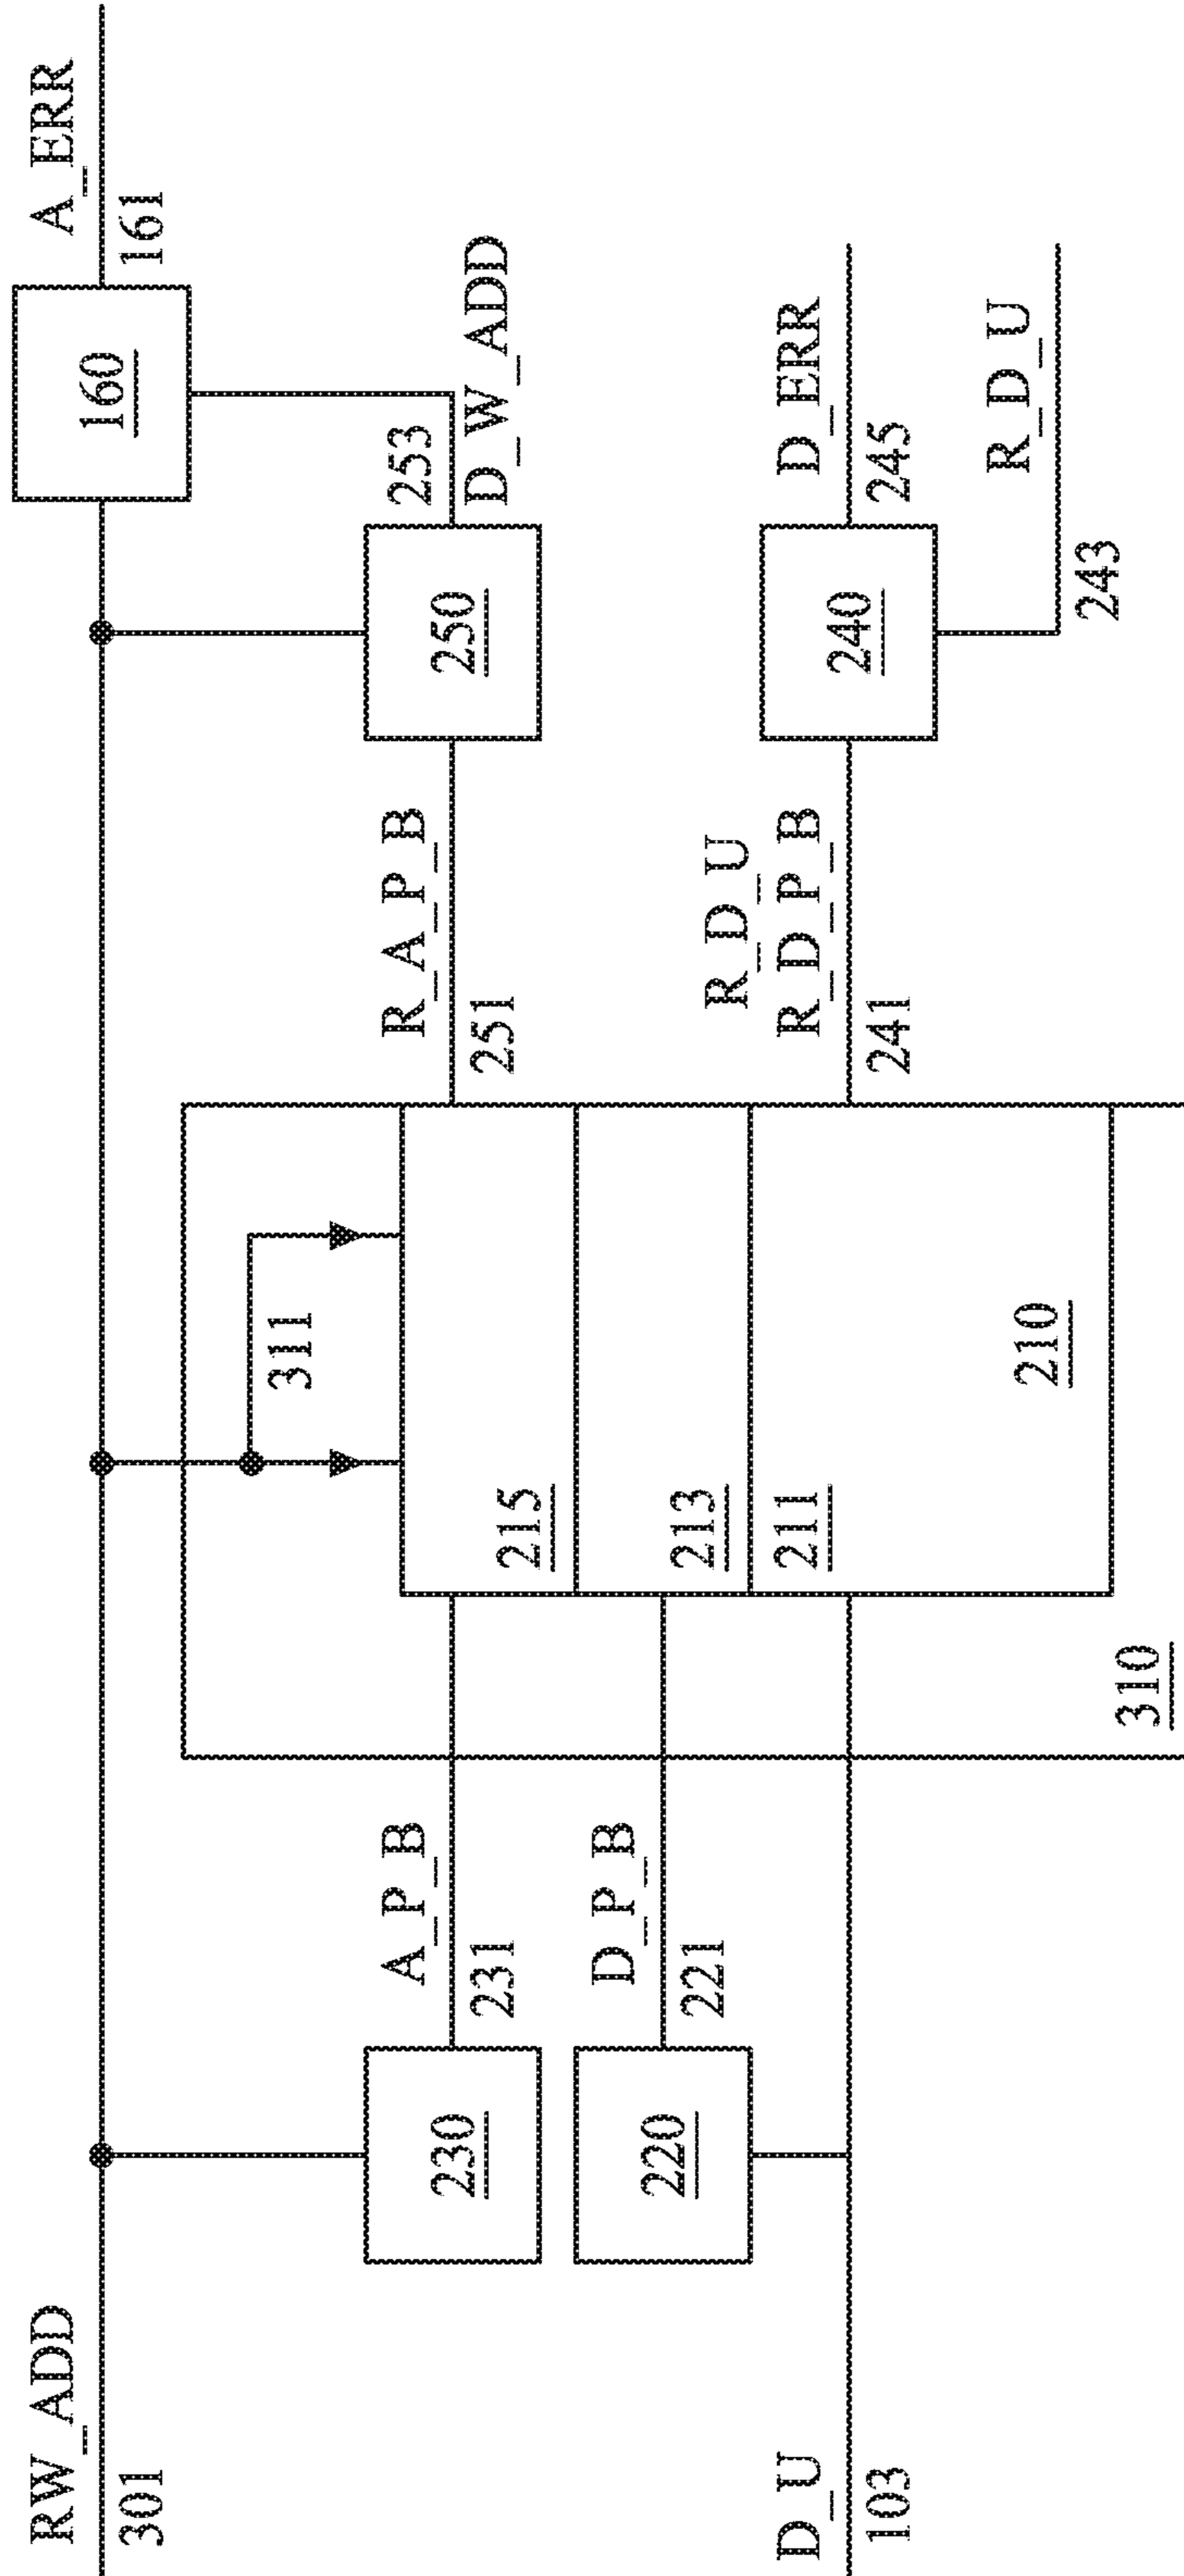 RW_ADD
301
A_ERR
161
160
311
A_P_B
231
230
215
R_A_P_B
251
250
253
D_W_ADD
D_P_B
221
220
213
211
D_U
103
R_D_U
R_D_P_B
241
240
D_ERR
245
R_D_U
243
210
310